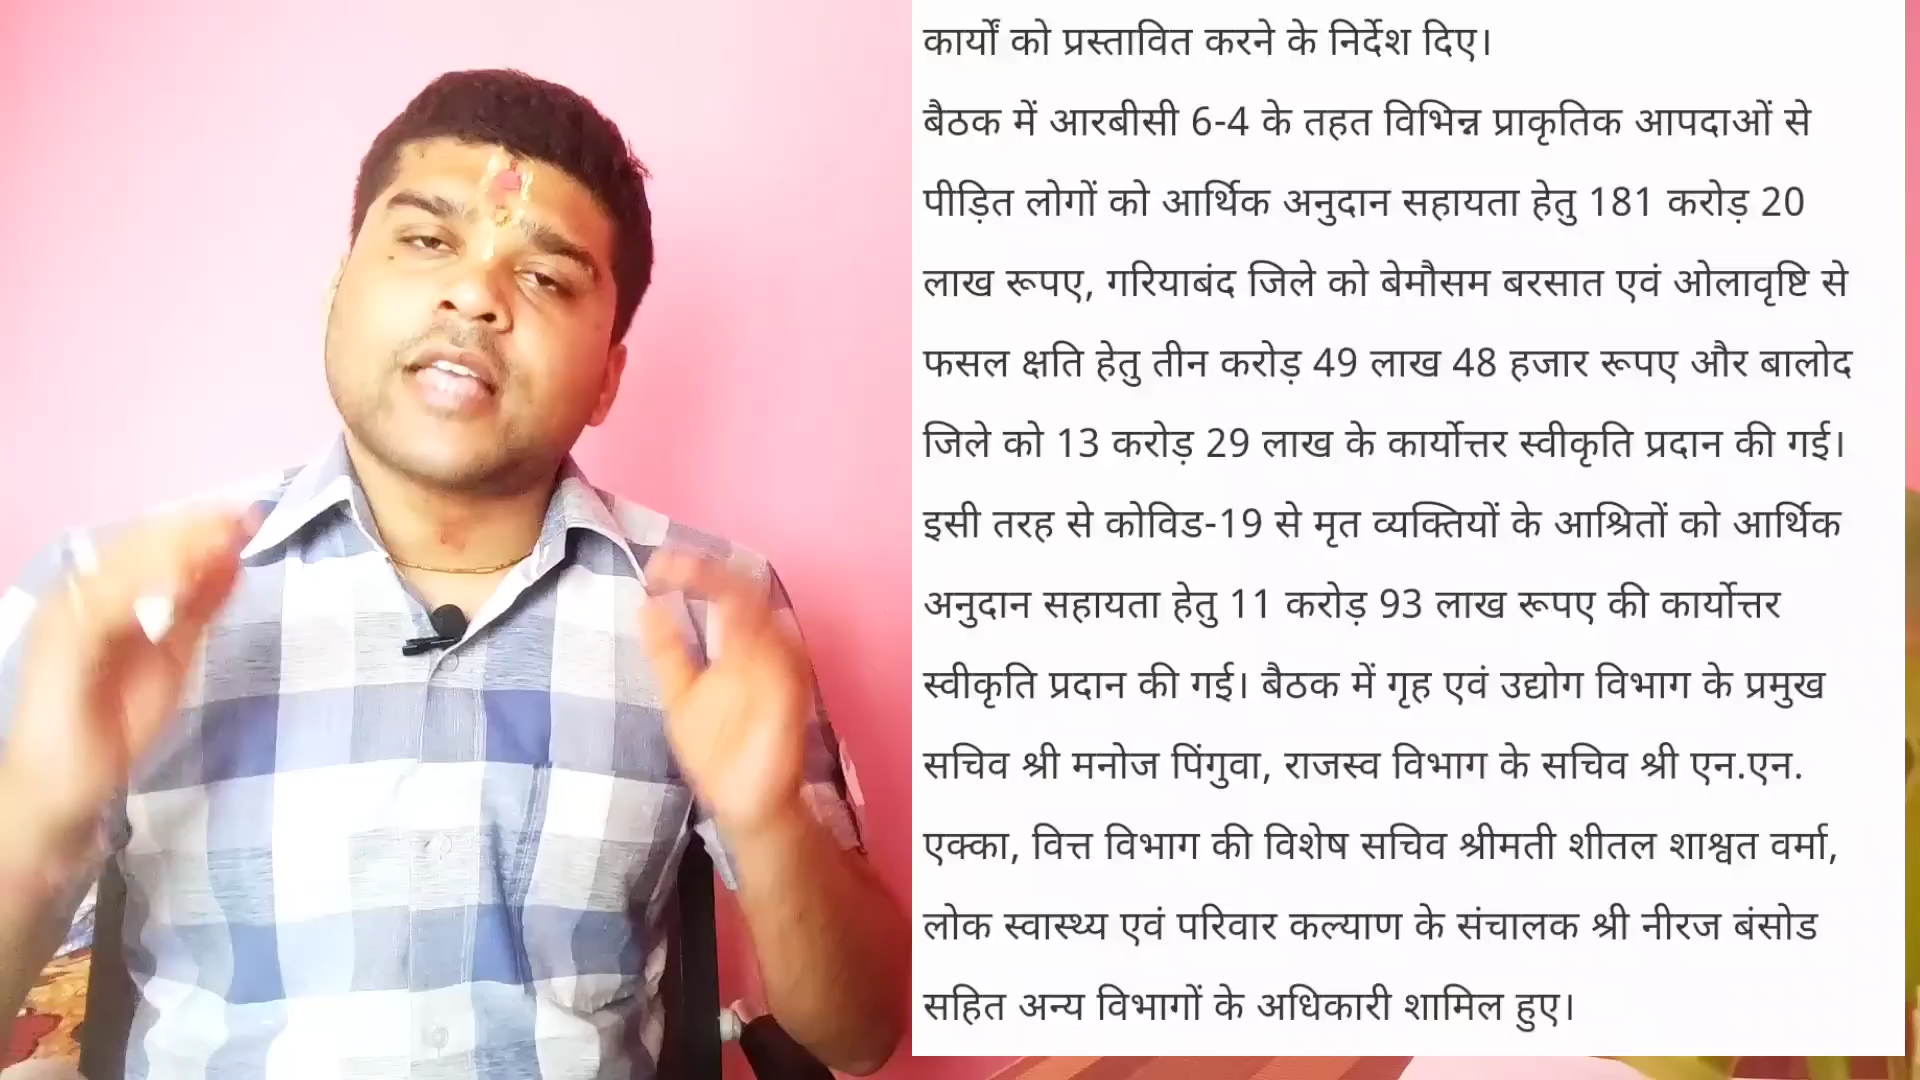 कार्यों को प्रस्तावित करने के निर्देश दिए।
बैठक में आरबीसी 6-4 के तहत विभिन्न प्राकृतिक आपदाओं से
पीड़ित लोगों को आर्थिक अनुदान सहायता हेतु 181 करोड़ 20
लाख रूपए, गरियाबंद जिले को बेमौसम बरसात एवं ओलावृष्टि से
फसल क्षति हेतु तीन करोड़ 49 लाख 48 हजार रूपए और बालोद
जिले को 13 करोड़ 29 लाख के कार्योत्तर स्वीकृति प्रदान की गई।
इसी तरह से कोविड-19 से मृत व्यक्तियों के आश्रितों को आर्थिक
अनुदान सहायता हेतु 11 करोड़ 93 लाख रूपए की कार्योत्तर
स्वीकृति प्रदान की गई। बैठक में गृह एवं उद्योग विभाग के प्रमुख
सचिव श्री मनोज पिंगुवा, राजस्व विभाग के सचिव श्री एन.एन.
एक्का, वित्त विभाग की विशेष सचिव श्रीमती शीतल शाश्वत वर्मा,
लोक स्वास्थ्य एवं परिवार कल्याण के संचालक श्री नीरज बंसोड
सहित अन्य विभागों के अधिकारी शामिल हुए।